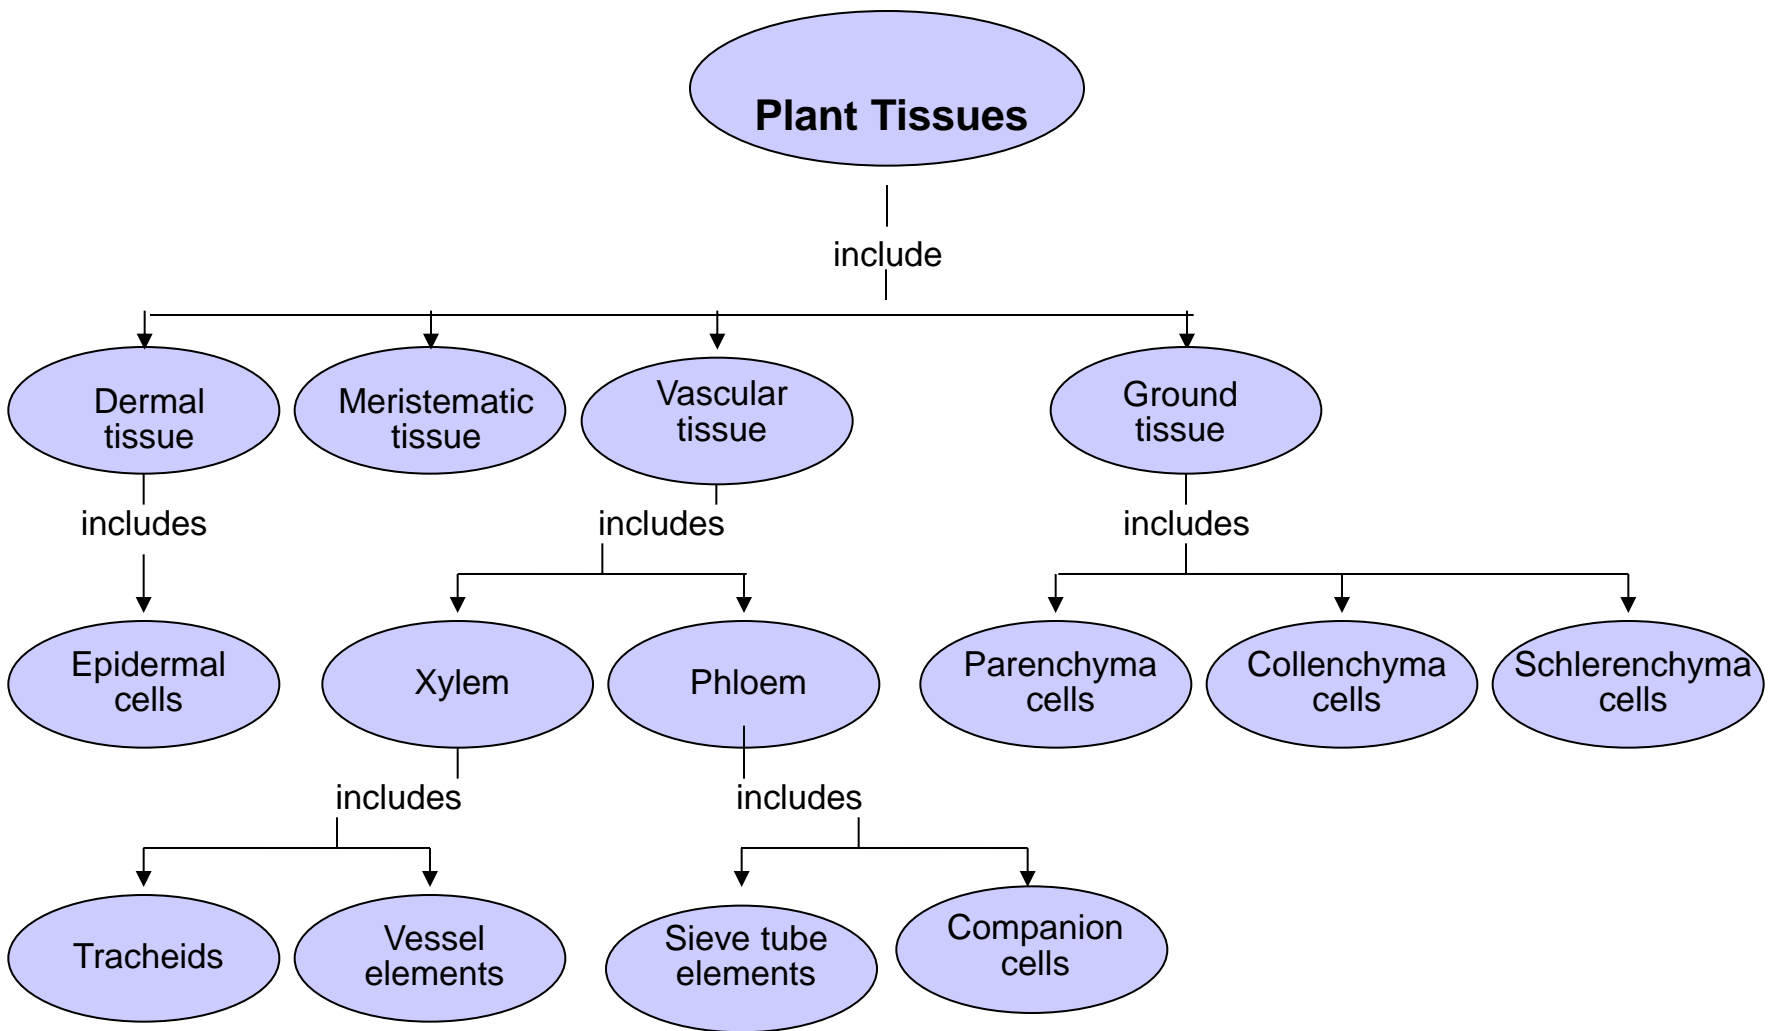 Plant Tissues
include
Dermal
tissue
Meristematic
tissue
Vascular
tissue
Ground
tissue
includes
includes
includes
Epidermal
cells
Xylem
Phloem
Parenchyma
cells
Collenchyma
cells
Schlerenchyma
cells
includes
includes
Tracheids
Vessel
elements
Sieve tube
elements
Companion
cells